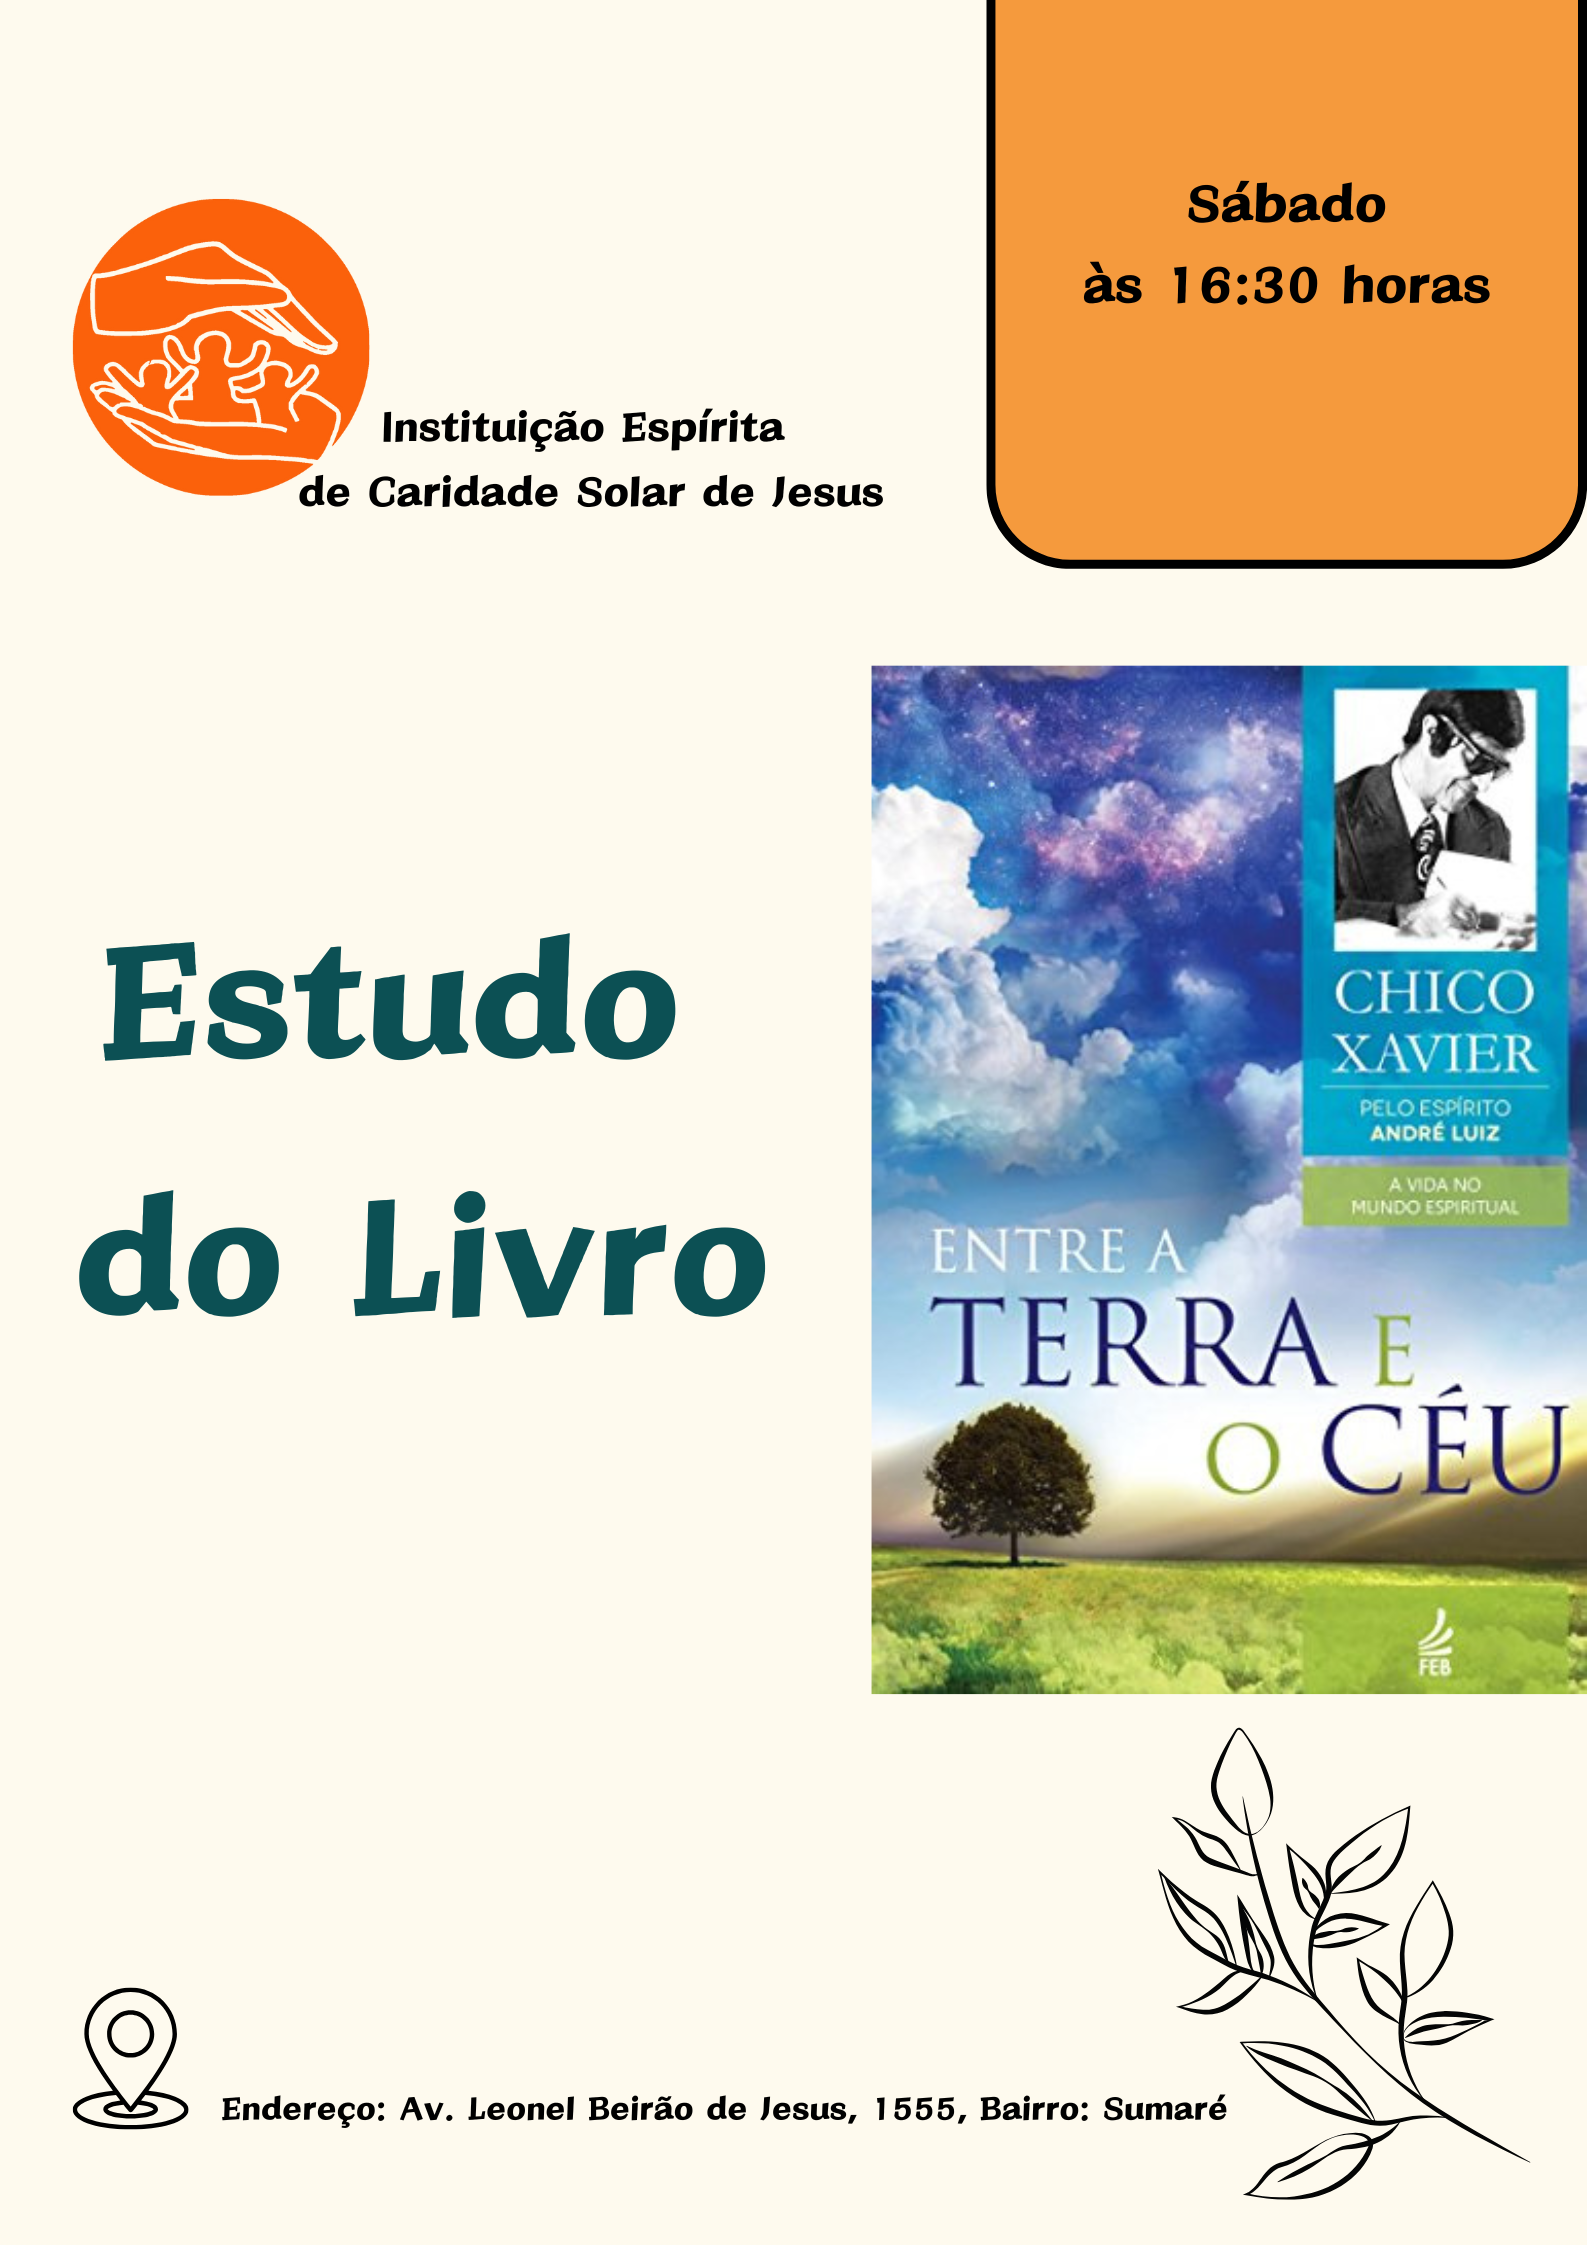 Sábado
às 16:30 horas
Instituição Espírita
de Caridade Solar de Jesus
Estudo
do Livro
CHICO
XAVIER
PELO ESPÍRITO
ANDRÉ LUIZ
A VIDA NO
MUNDO ESPIRITUAL
ENTRE A
TERRA E
O CÉU
FEB
Endereço: Av. Leonel Beirão de Jesus, 1555, Bairro: Sumaré